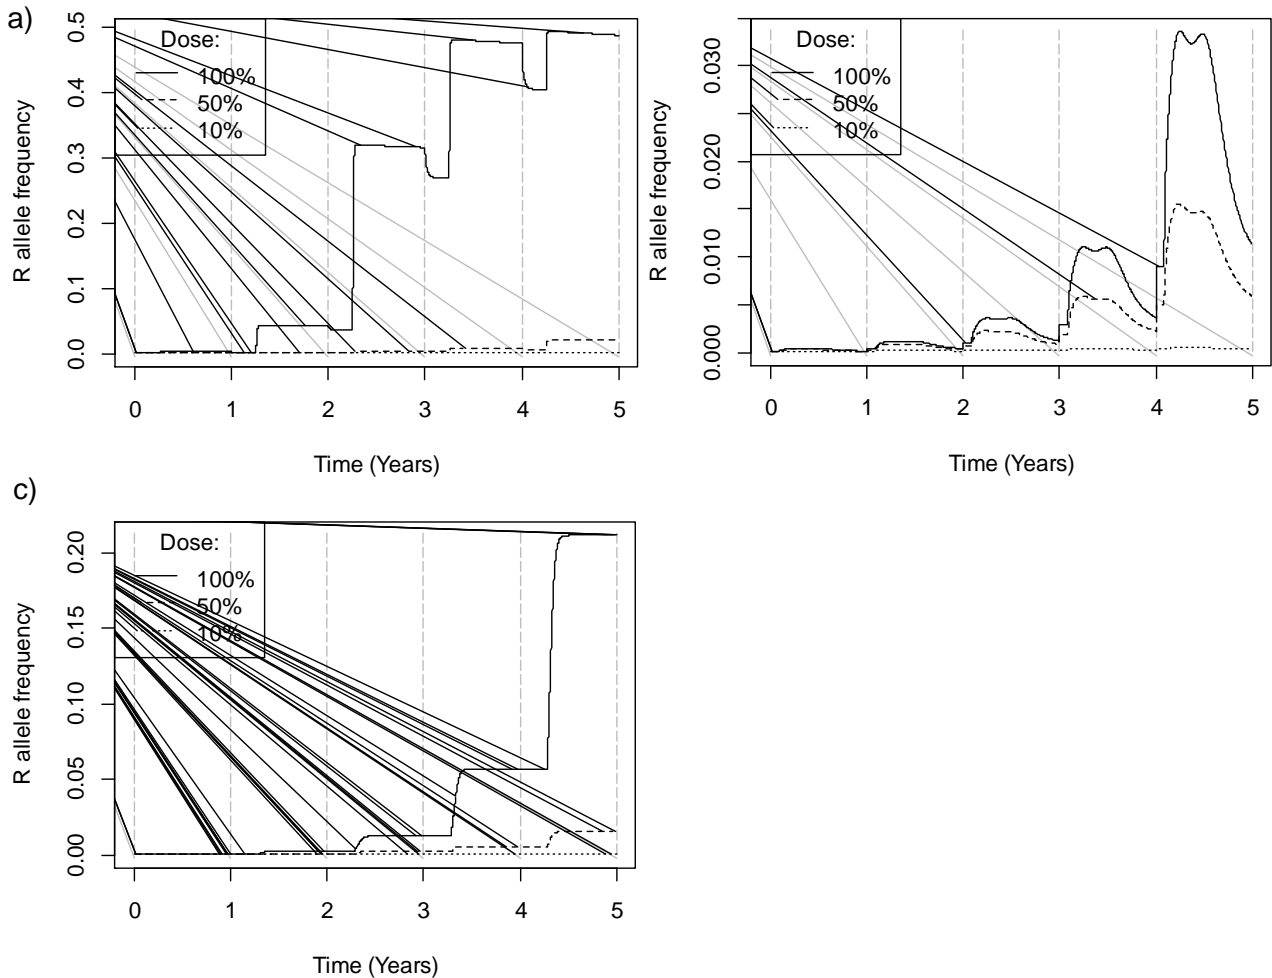 a)
Dose:
100%
50%
10%
R allele frequency
0.0 0.1 0.2 0.3 0.4 0.5
0 1 2 3 4 5
Time (Years)
Dose:
100%
50%
10%
R allele frequency
0.000 0.010 0.020 0.030
0 1 2 3 4 5
Time (Years)
c)
Dose:
100%
50%
10%
R allele frequency
0.00 0.05 0.10 0.15 0.20
0 1 2 3 4 5
Time (Years)